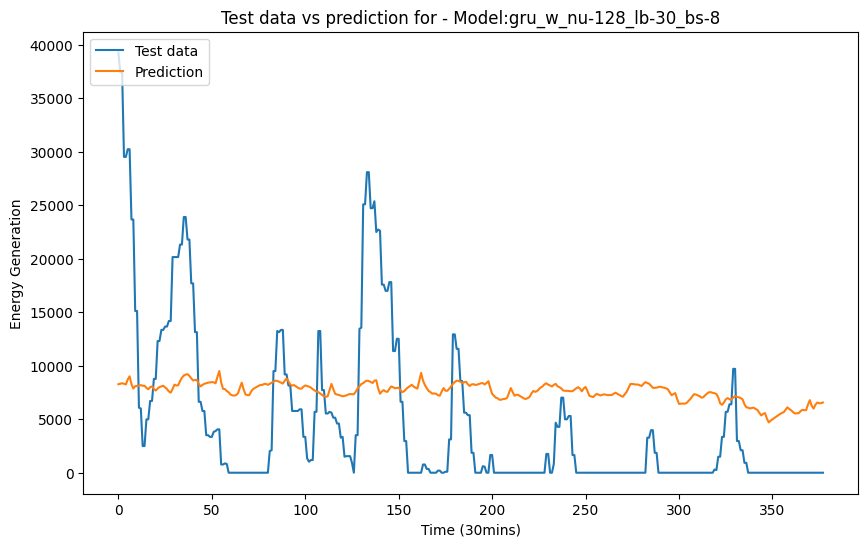 Test data vs prediction for - Model:gru_w_nu-128_lb-30_bs-8
Test data
Prediction
40000
35000
30000
25000
20000
15000
10000
5000
0
Energy Generation
0 50 100 150 200 250 300 350
Time (30mins)